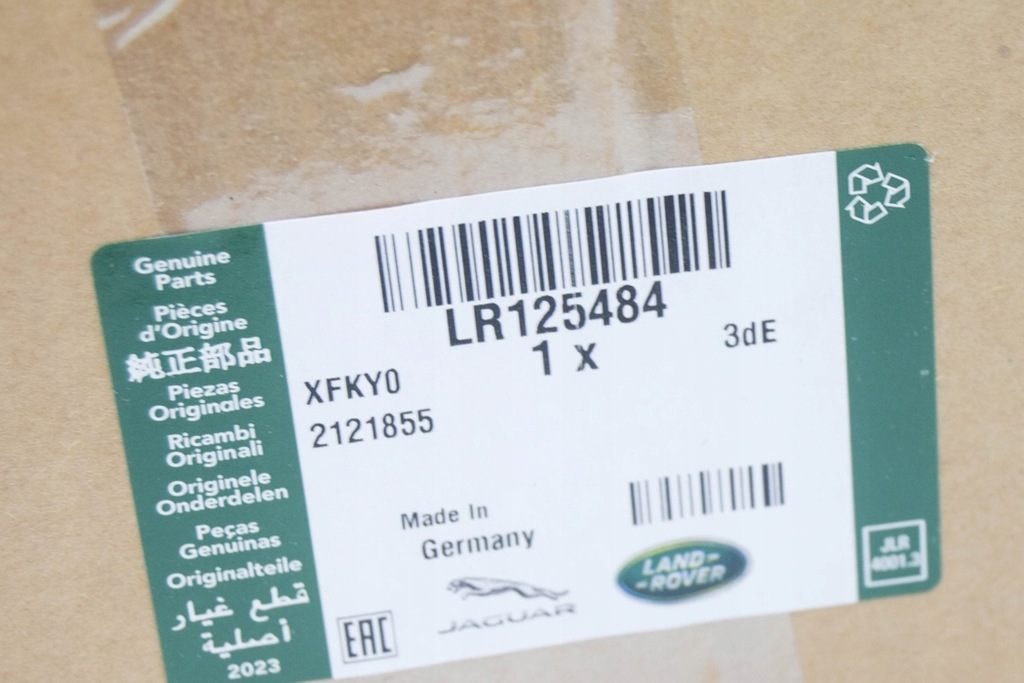 Genuine
Parts
Pièces
d'Origine
純正部品
Piezas
Originales
Ricambi
Originali
Originele
Onderdelen
Peças
Genuinas
Originalteile
قطع غيار
أصلية
2023
LR125484
1 x
3dE
XFKY0
2121855
Made In
Germany
EAC
JAGUAR
LAND-
-ROVER
JLR
4001.3